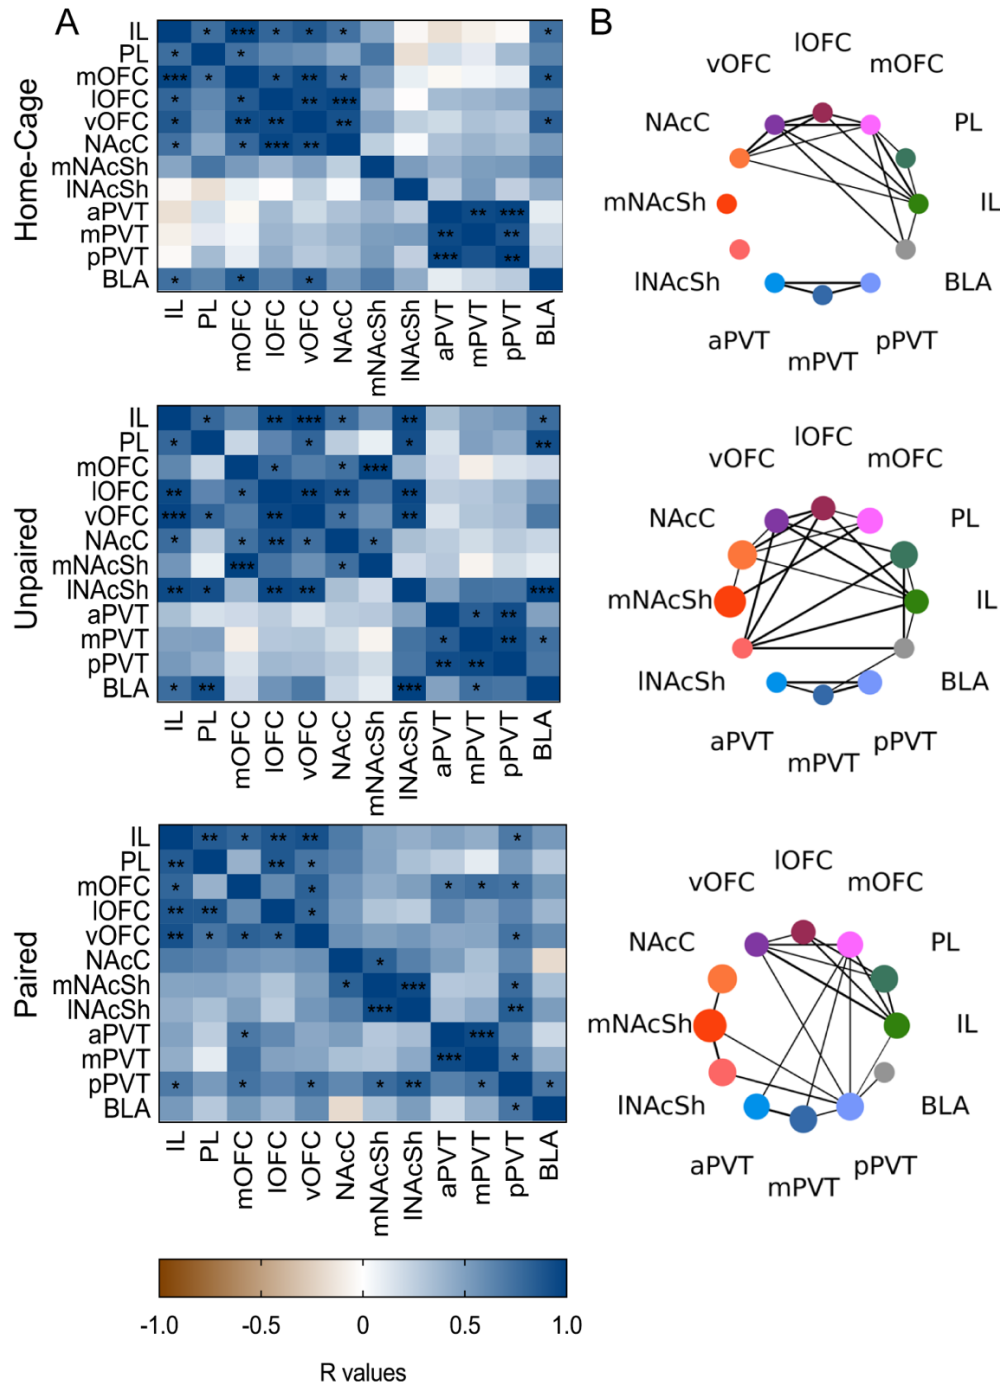 A
B
Home-Cage
IL * *** * * * *
PL * *
mOFC *** * * ** * *
lOFC * * ** ***
vOFC * ** ** ** *
NAcC * * *** **
mNAcSh
lNAcSh
aPVT ** ***
mPVT ** **
pPVT *** **
BLA * * *
IL PL mOFC lOFC vOFC NAcC mNAcSh lNAcSh aPVT mPVT pPVT BLA
lOFC
vOFC mOFC
NAcC PL
mNAcSh IL
lNAcSh BLA
aPVT pPVT
mPVT
Unpaired
IL * ** *** * ** *
PL * * * **
mOFC * * ***
lOFC ** * ** ** **
vOFC *** * ** * **
NAcC * * ** * *
mNAcSh *** *
lNAcSh ** * ** ** ***
aPVT * **
mPVT * ** *
pPVT ** **
BLA * ** *** *
IL PL mOFC lOFC vOFC NAcC mNAcSh lNAcSh aPVT mPVT pPVT BLA
lOFC
vOFC mOFC
NAcC PL
mNAcSh IL
lNAcSh BLA
aPVT pPVT
mPVT
Paired
IL ** * ** ** *
PL ** ** *
mOFC * * * * *
lOFC ** ** *
vOFC ** * * * *
NAcC *
mNAcSh * *** *
lNAcSh *** **
aPVT * ***
mPVT *** *
pPVT * * * * ** * *
BLA *
IL PL mOFC lOFC vOFC NAcC mNAcSh lNAcSh aPVT mPVT pPVT BLA
lOFC
vOFC mOFC
NAcC PL
mNAcSh IL
lNAcSh BLA
aPVT pPVT
mPVT
-1.0 -0.5 0 0.5 1.0
R values